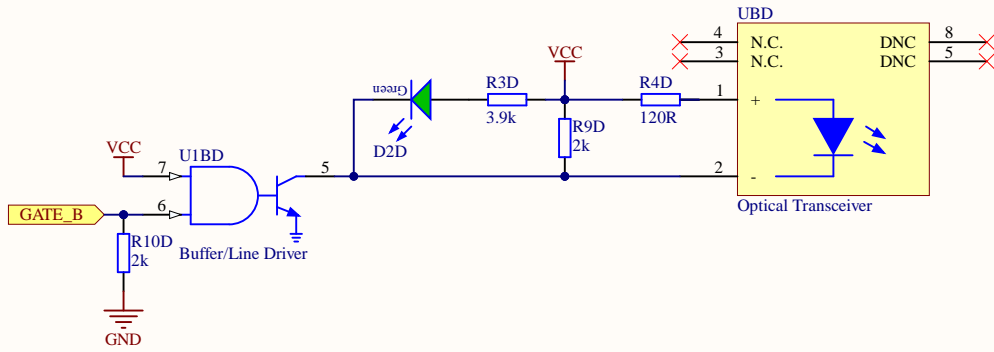 UBD
4
N.C.
DNC
8
3
N.C.
DNC
5
VCC
Green
R3D
3.9k
R4D
120R
1
+
D2D
R9D
2k
VCC
7
U1BD
5
2
-
Optical Transceiver
GATE_B
6
R10D
2k
Buffer/Line Driver
GND